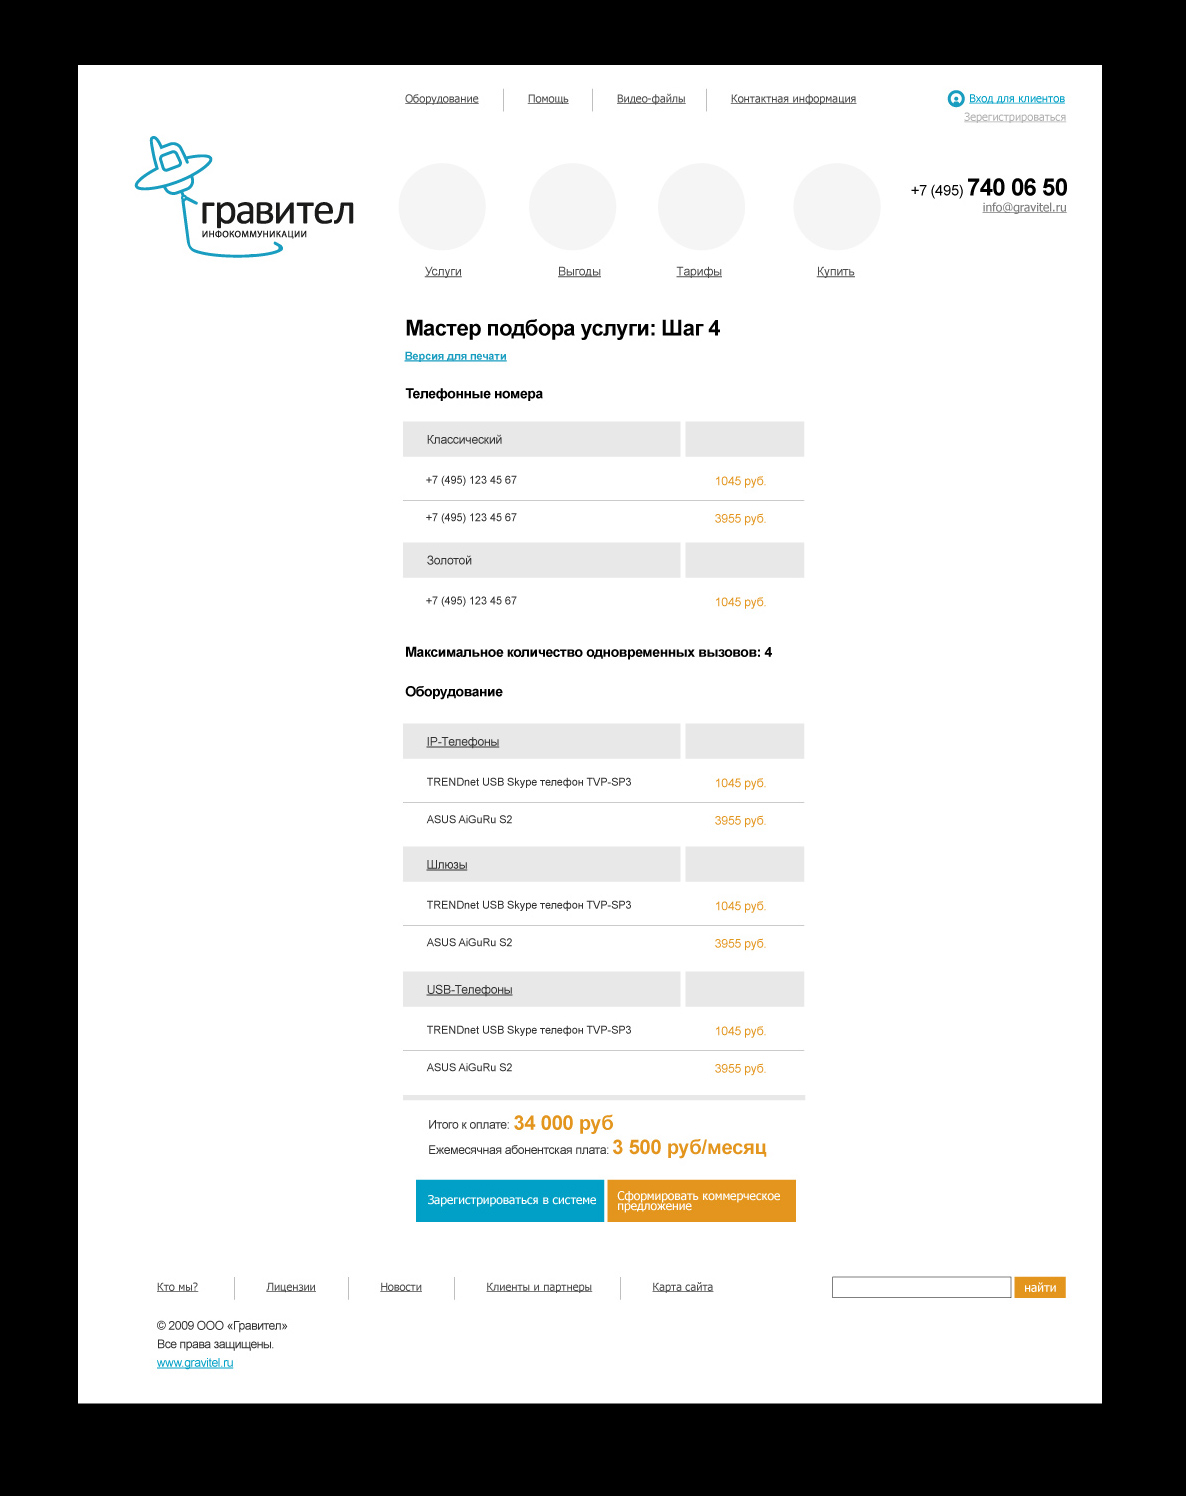 Оборудование
Помощь
Видео-файлы
Контактная информация
Вход для клиентов
Зерегистрироваться
гравител
ИНФОКОММУНИКАЦИИ
+7 (495) 740 06 50
info@gravitel.ru
Услуги
Выгоды
Тарифы
Купить
Мастер подбора услуги: Шаг 4
Версия для печати
Телефонные номера
Классический
+7 (495) 123 45 67 1045 руб.
+7 (495) 123 45 67 3955 руб.
Золотой
+7 (495) 123 45 67 1045 руб.
Максимальное количество одновременных вызовов: 4
Оборудование
IP-Телефоны
TRENDnet USB Skype телефон TVP-SP3 1045 руб.
ASUS AiGuRu S2 3955 руб.
Шлюзы
TRENDnet USB Skype телефон TVP-SP3 1045 руб.
ASUS AiGuRu S2 3955 руб.
USB-Телефоны
TRENDnet USB Skype телефон TVP-SP3 1045 руб.
ASUS AiGuRu S2 3955 руб.
Итого к оплате: 34 000 руб
Ежемесячная абонентская плата: 3 500 руб/месяц
Зарегистрироваться в системе
Сформировать коммерческое
предложение
Кто мы?
Лицензии
Новости
Клиенты и партнеры
Карта сайта
найти
© 2009 ООО «Гравител»
Все права защищены.
www.gravitel.ru